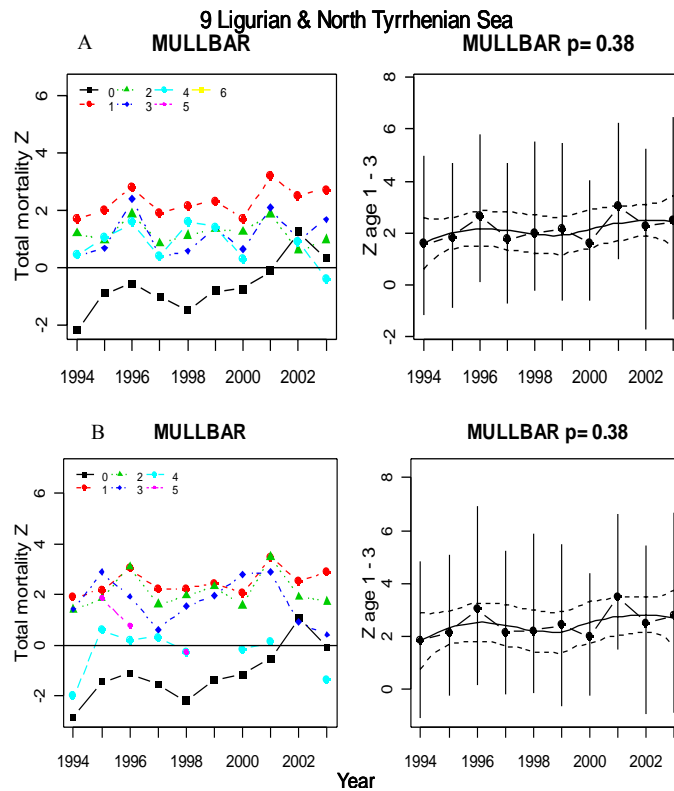 9 Ligurian & North Tyrrhenian Sea
A MULLBAR
MULLBAR p= 0.38
0 2 4 6
1 3 5
Total mortality Z
6
4
2
0
-2
1994 1996 1998 2000 2002
Z age 1 - 3
8
6
4
2
0
-2
1994 1996 1998 2000 2002
B MULLBAR
MULLBAR p= 0.38
0 2 4
1 3 5
Total mortality Z
6
4
2
0
-2
1994 1996 1998 2000 2002
Z age 1 - 3
8
6
4
2
0
1994 1996 1998 2000 2002
Year